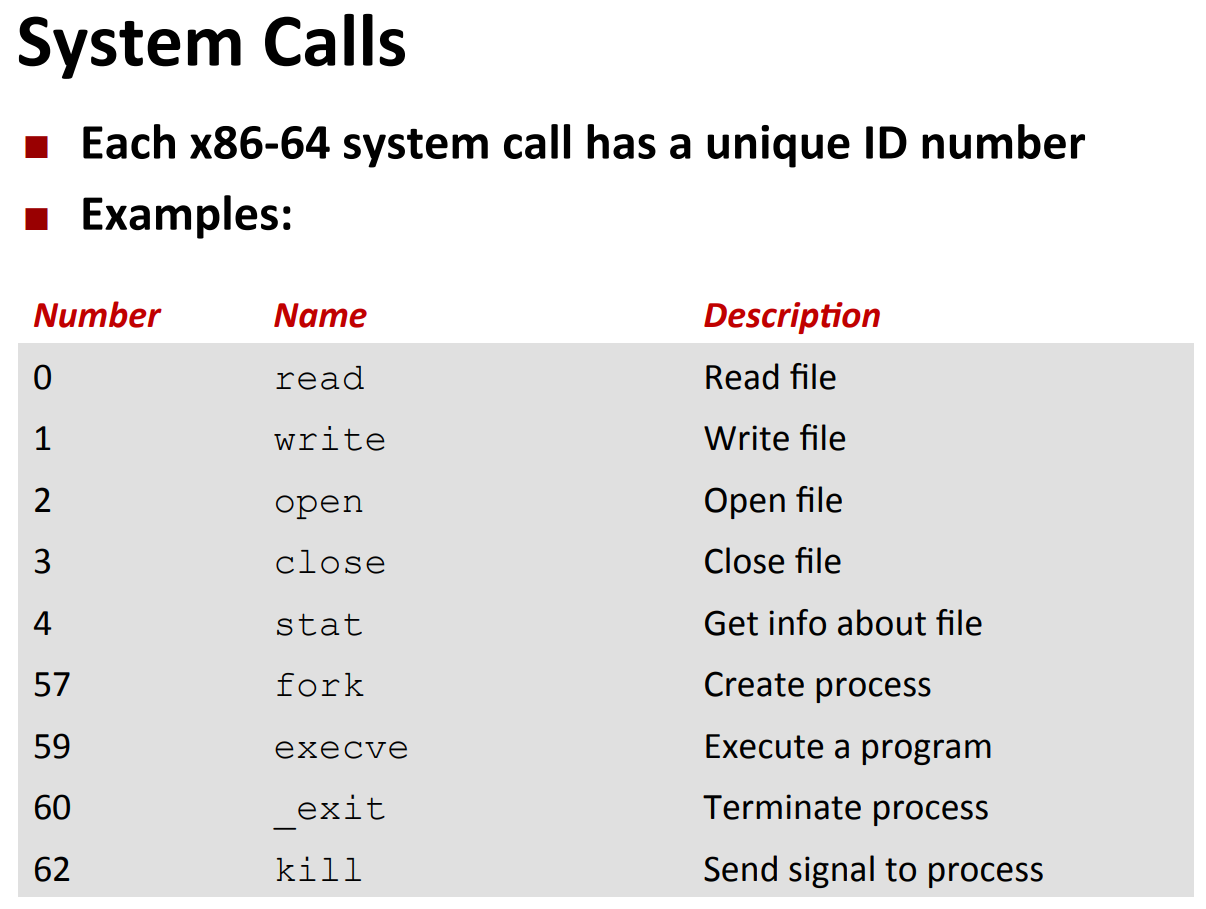 System Calls
Each x86-64 system call has a unique ID number
Examples:
Number Name Description
0 read Read file
1 write Write file
2 open Open file
3 close Close file
4 stat Get info about file
57 fork Create process
59 execve Execute a program
60 _exit Terminate process
62 kill Send signal to process